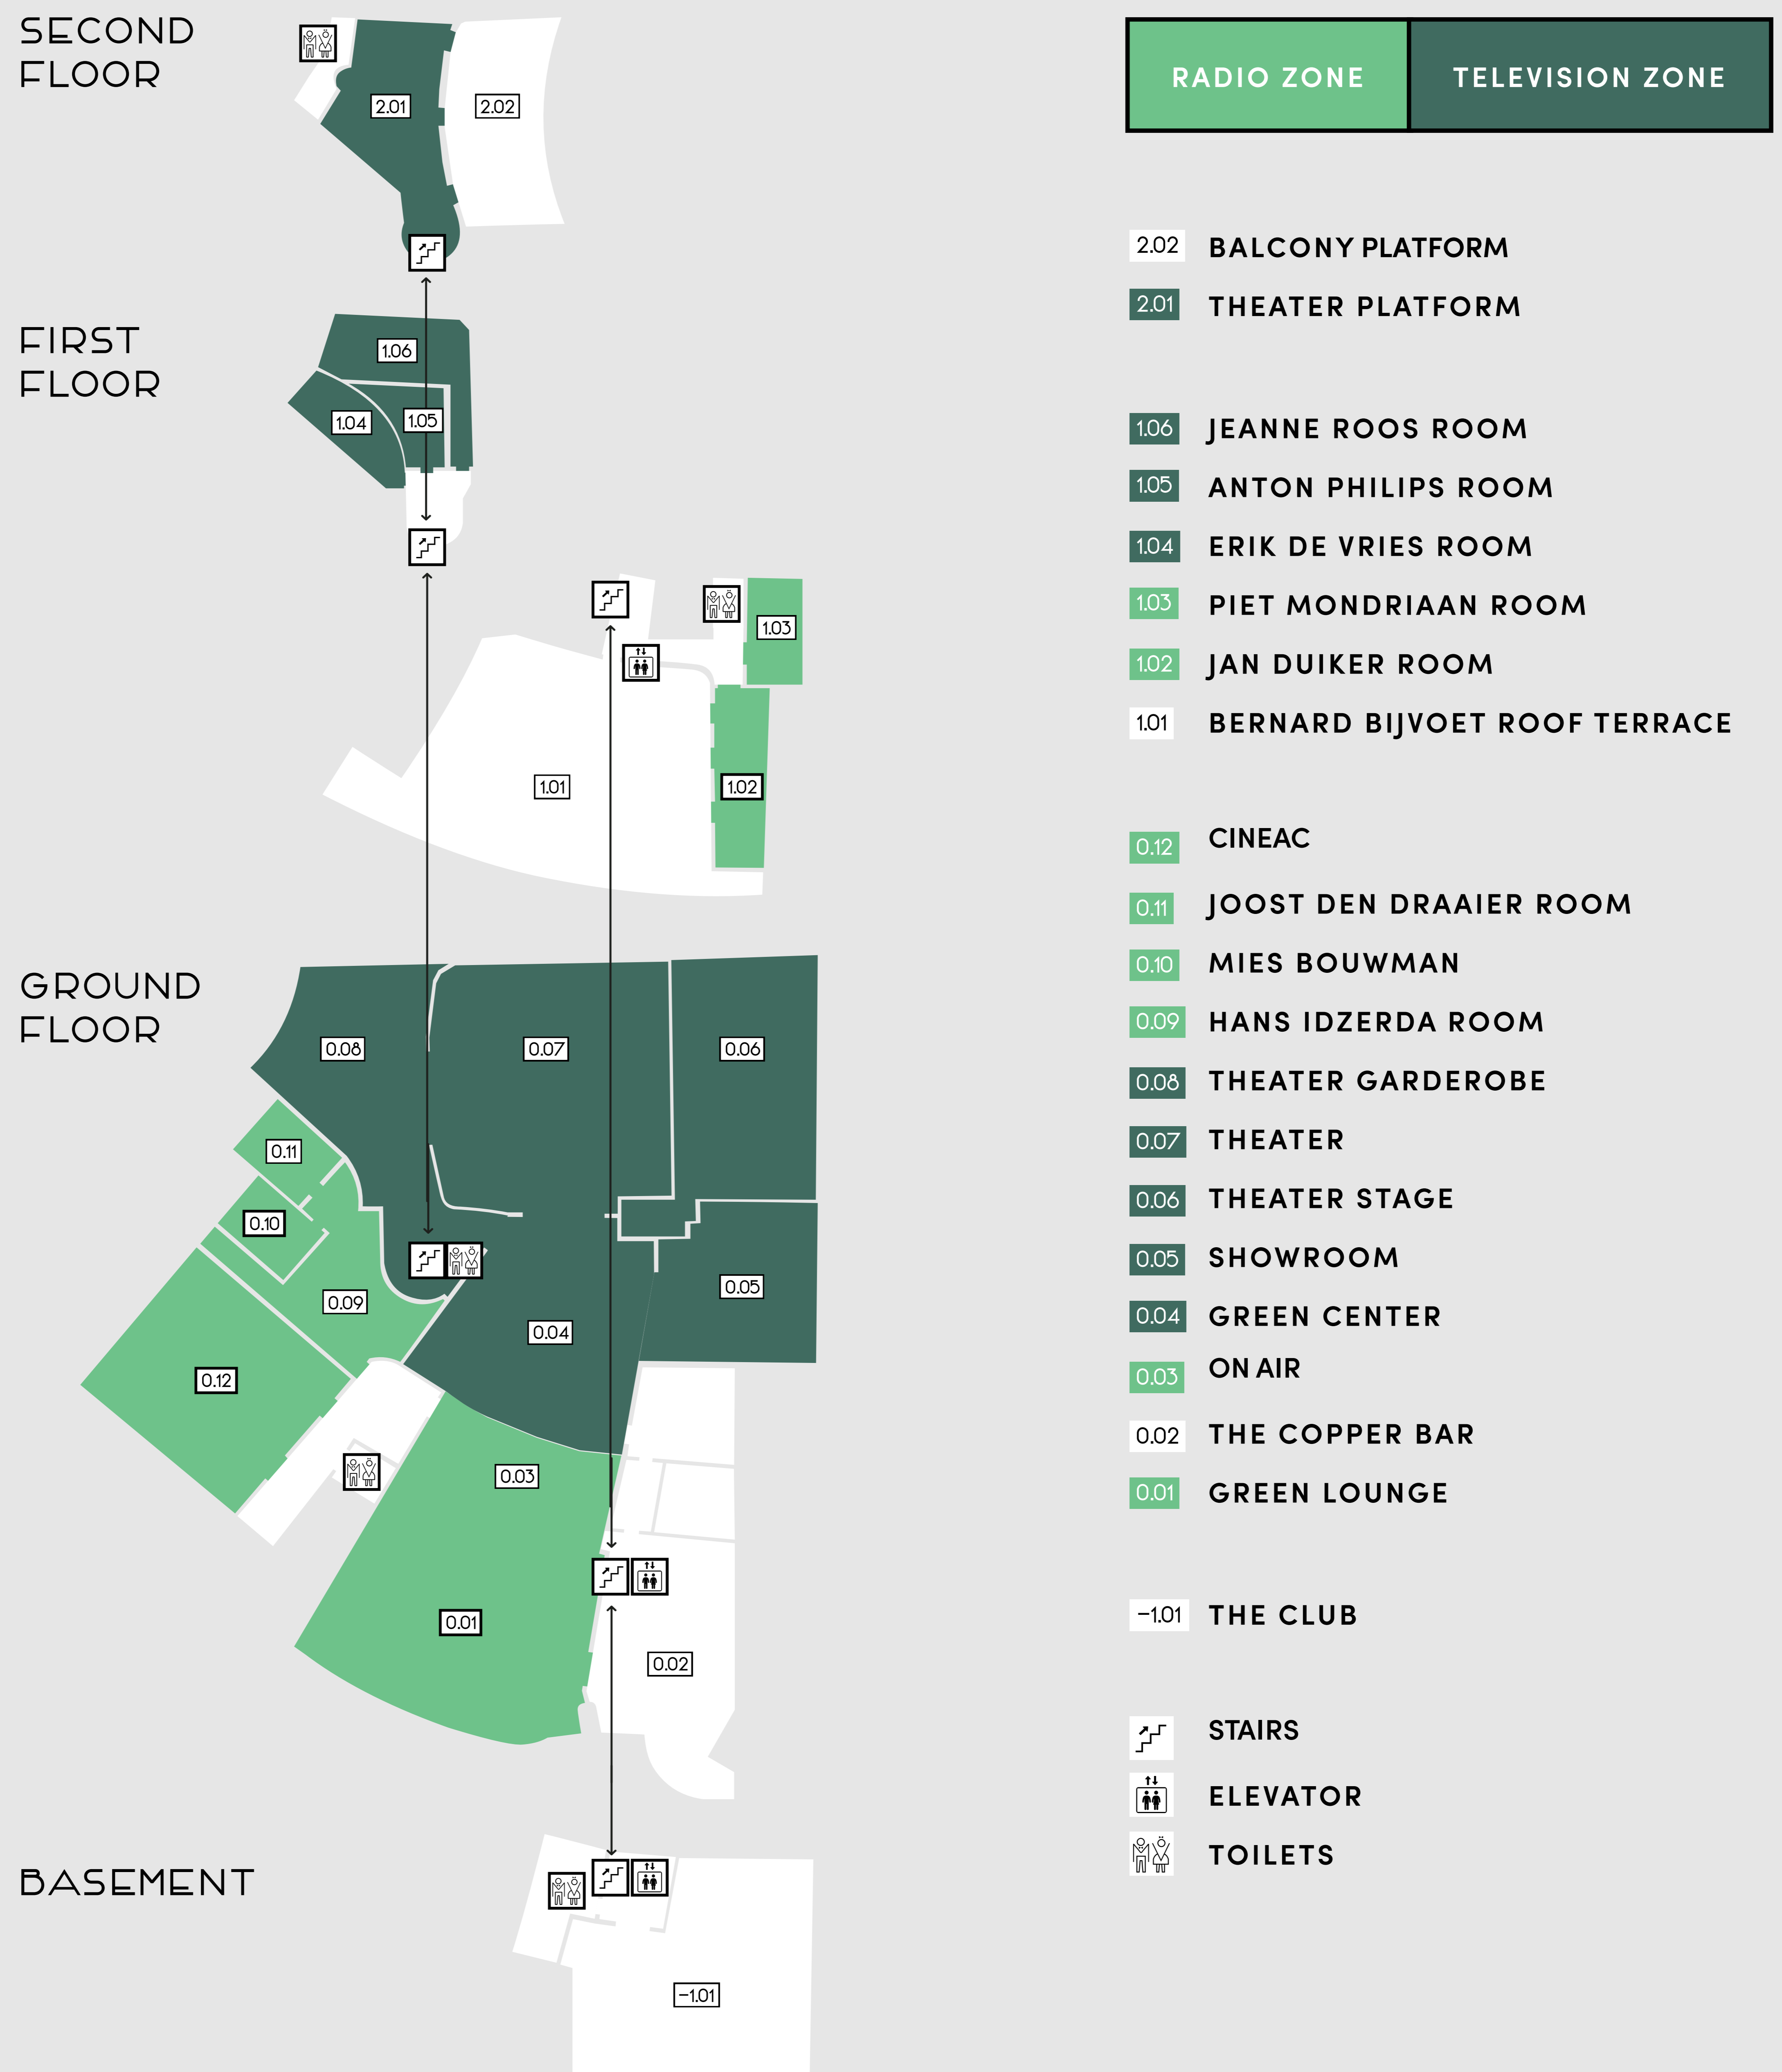 SECOND
FLOOR
2.01
2.02
FIRST
FLOOR
1.06
1.04
1.05
1.03
1.02
1.01
GROUND
FLOOR
0.08
0.07
0.06
0.11
0.10
0.09
0.05
0.04
0.12
0.03
0.01
0.02
BASEMENT
-1.01
RADIO ZONE
TELEVISION ZONE
2.02 BALCONY PLATFORM
2.01 THEATER PLATFORM
1.06 JEANNE ROOS ROOM
1.05 ANTON PHILIPS ROOM
1.04 ERIK DE VRIES ROOM
1.03 PIET MONDRIAAN ROOM
1.02 JAN DUIKER ROOM
1.01 BERNARD BIJVOET ROOF TERRACE
0.12 CINEAC
0.11 JOOST DEN DRAAIER ROOM
0.10 MIES BOUWMAN
0.09 HANS IDZERDA ROOM
0.08 THEATER GARDEROBE
0.07 THEATER
0.06 THEATER STAGE
0.05 SHOWROOM
0.04 GREEN CENTER
0.03 ON AIR
0.02 THE COPPER BAR
0.01 GREEN LOUNGE
-1.01 THE CLUB
STAIRS
ELEVATOR
TOILETS